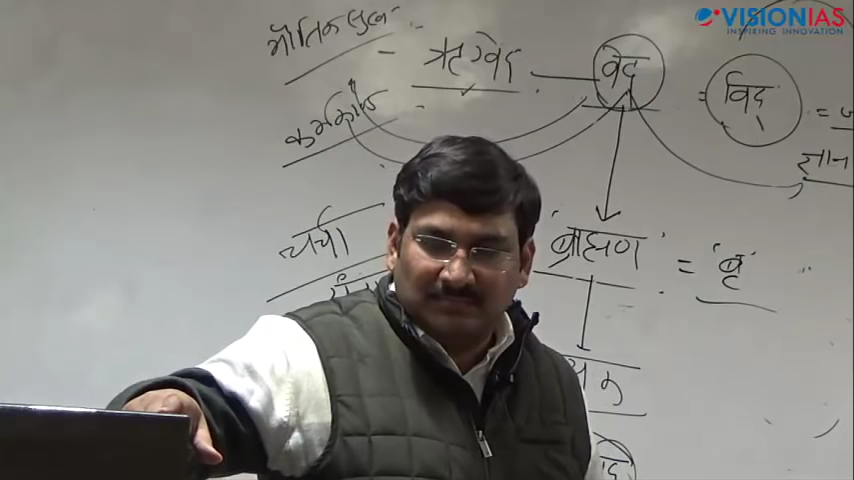 VISIONIAS
INSPIRING INNOVATION
भौतिक सुख -
- ऋग्वेद — वेद = विद् =
कर्मकांड -
ज्ञान
चर्चा
ब्राह्मण = "बृ"